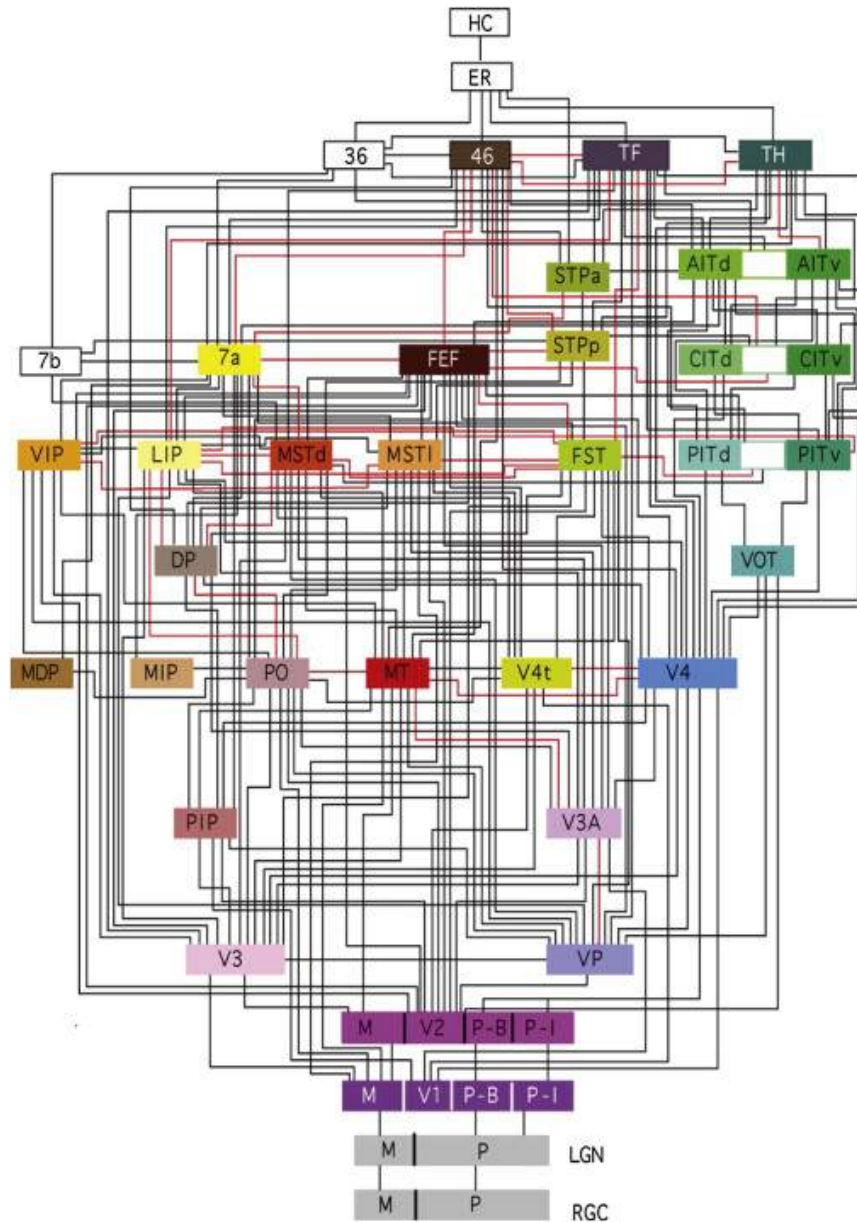 HC
ER
36 46 TF TH
STPa AITd AITv
7b 7a FEF STPp CITd CITv
VIP LIP MSTd MSTl FST PITd PITv
DP VOT
MDP MIP PO MT V4t V4
PIP V3A
V3 VP
M V2 P-B P-I
M V1 P-B P-I
M P LGN
M P RGC